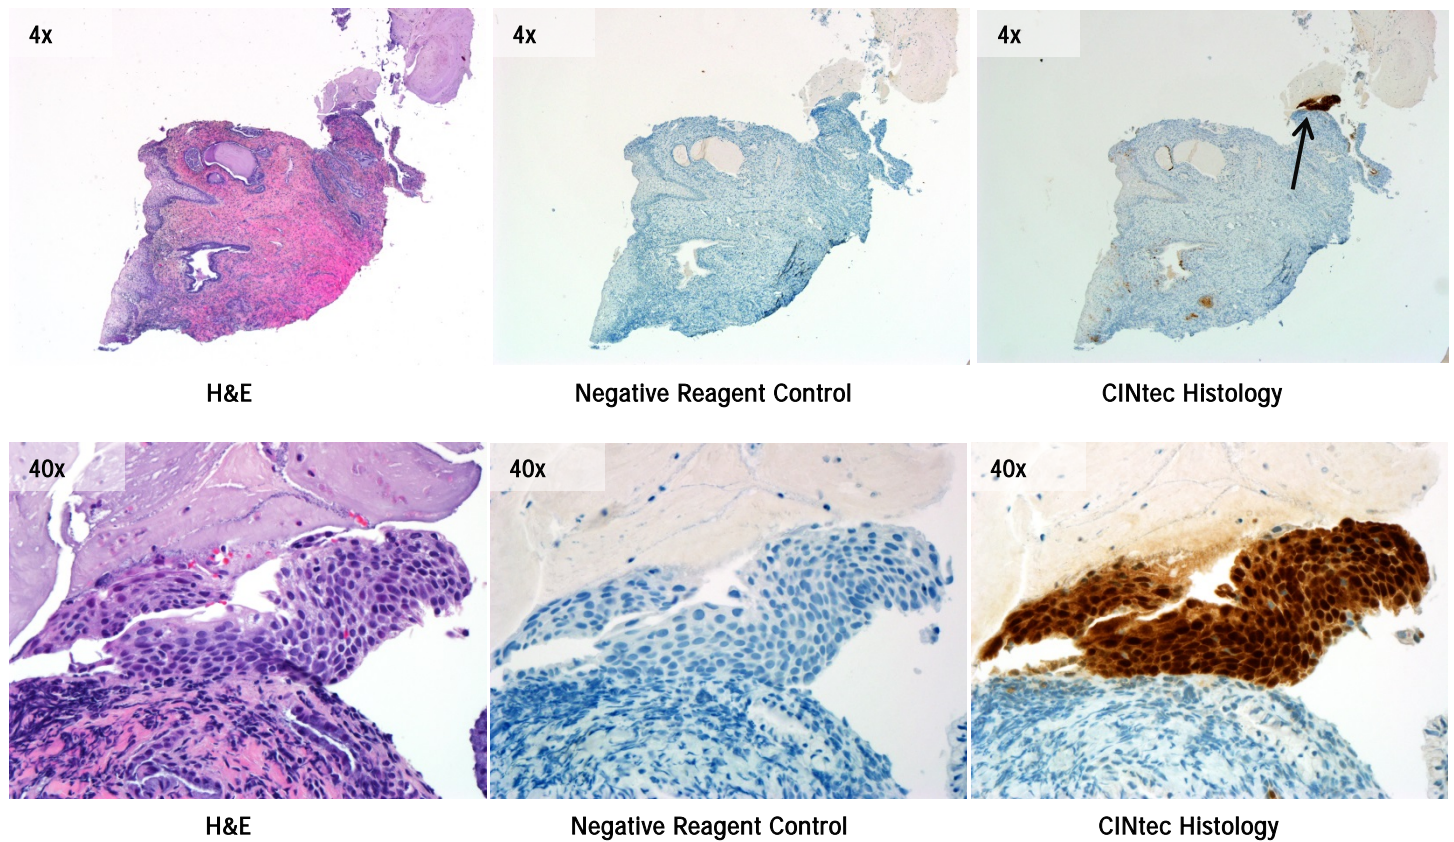 4x
4x
4x
H&E
Negative Reagent Control
CINtec Histology
40x
40x
40x
H&E
Negative Reagent Control
CINtec Histology